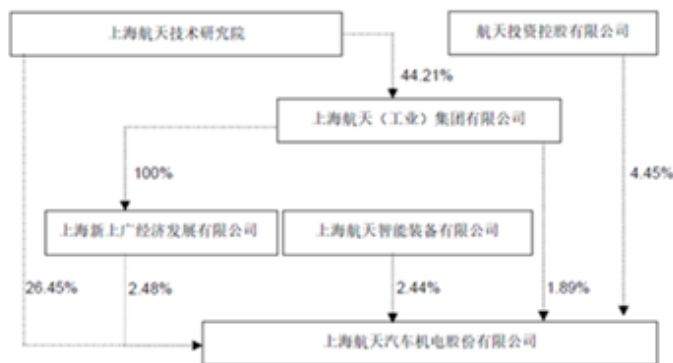 上海航天技术研究院
航天投资控股有限公司
44.21%
上海航天（工业）集团有限公司
100%
4.45%
上海新上广经济发展有限公司
上海航天智能装备有限公司
26.45%
2.48%
2.44%
1.89%
上海航天汽车机电股份有限公司